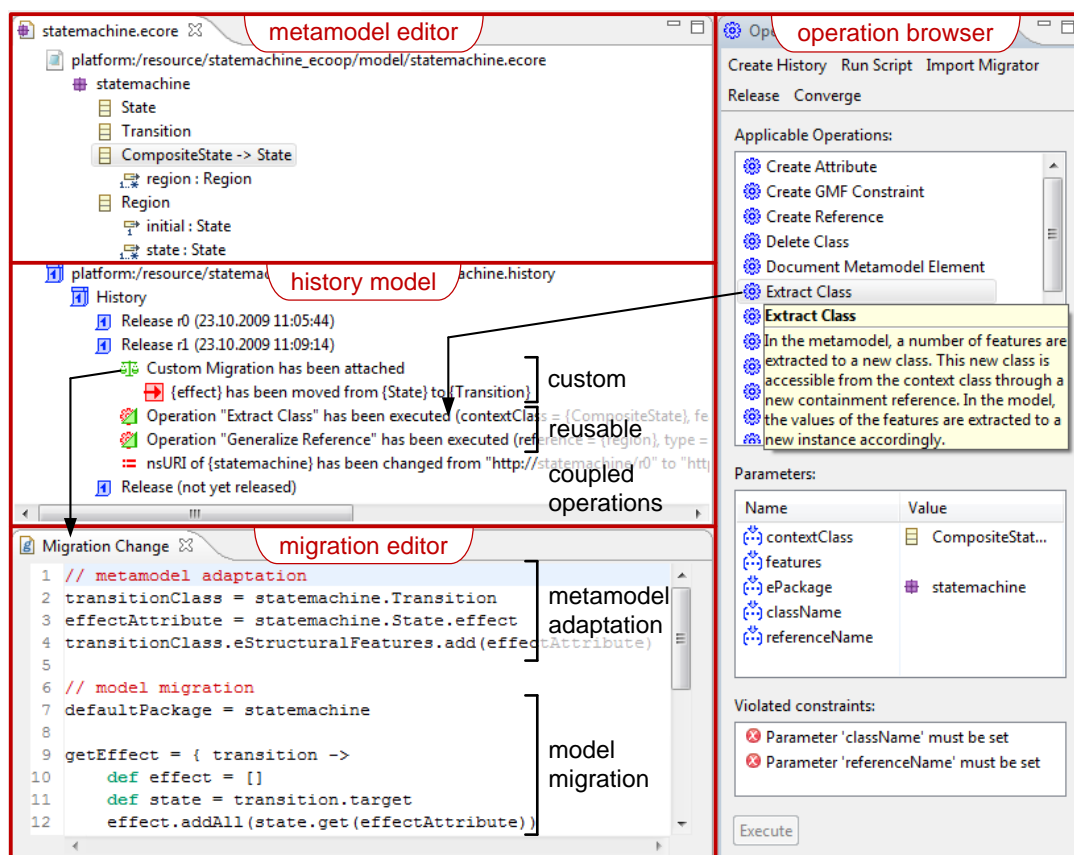 statemachine.ecore
metamodel editor
platform:/resource/statemachine_ecoop/model/statemachine.ecore
statemachine
State
Transition
CompositeState -> State
region : Region
Region
initial : State
state : State
platform:/resource/statemac
achine.history
history model
History
Release r0 (23.10.2009 11:05:44)
Release r1 (23.10.2009 11:09:14)
Custom Migration has been attached
{effect} has been moved from {State} to {Transition}
custom
Operation "Extract Class" has been executed (contextClass = {CompositeState}, fe
reusable
Operation "Generalize Reference" has been executed (reference = {region}, type =
nsURI of {statemachine} has been changed from "http://statemachine/r0" to "http
coupled
operations
Release (not yet released)
Migration Change
migration editor
1 // metamodel adaptation
2 transitionClass = statemachine.Transition
3 effectAttribute = statemachine.State.effect
4 transitionClass.eStructuralFeatures.add(effectAttribute)
5
6 // model migration
7 defaultPackage = statemachine
8
9 getEffect = { transition ->
10 def effect = []
11 def state = transition.target
12 effect.addAll(state.get(effectAttribute))
metamodel
adaptation
model
migration
Ope
operation browser
Create History Run Script Import Migrator
Release Converge
Applicable Operations:
Create Attribute
Create GMF Constraint
Create Reference
Delete Class
Document Metamodel Element
Extract Class
Extract Class
In the metamodel, a number of features are
extracted to a new class. This new class is
accessible from the context class through a
new containment reference. In the model,
the values of the features are extracted to a
new instance accordingly.
Parameters:
Name Value
contextClass CompositeStat...
features
ePackage statemachine
className
referenceName
Violated constraints:
Parameter 'className' must be set
Parameter 'referenceName' must be set
Execute